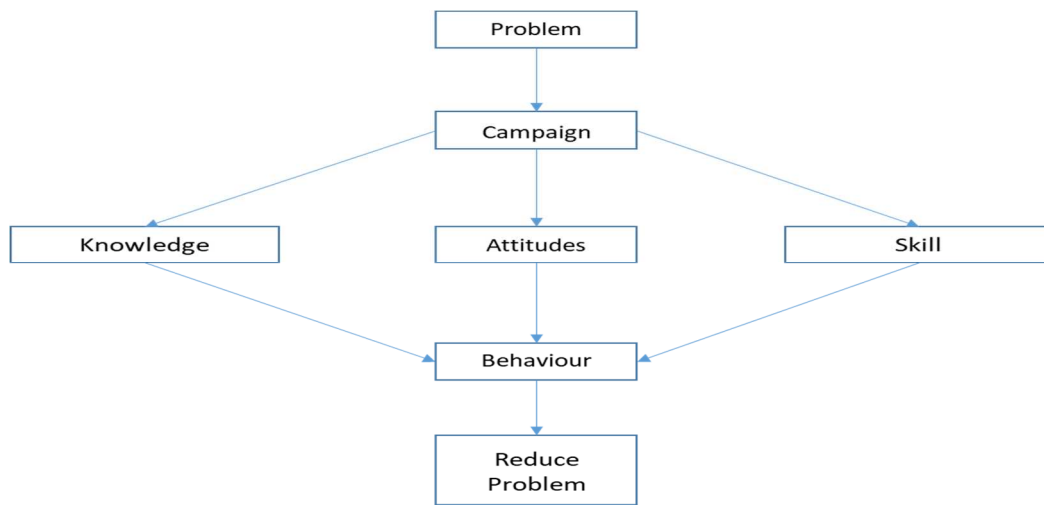 Problem
Campaign
Knowledge
Attitudes
Skill
Behaviour
Reduce
Problem